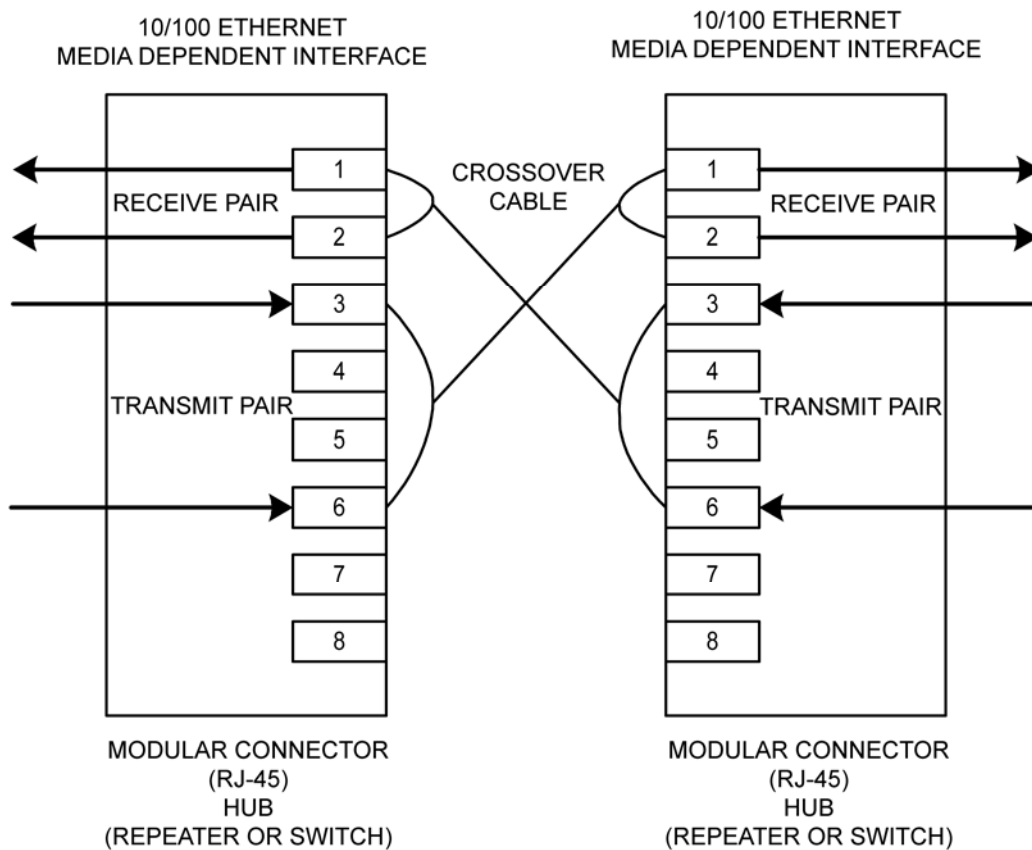 10/100 ETHERNET
MEDIA DEPENDENT INTERFACE
10/100 ETHERNET
MEDIA DEPENDENT INTERFACE
1
RECEIVE PAIR
2
3
4
TRANSMIT PAIR
5
6
7
8
CROSSOVER
CABLE
1
RECEIVE PAIR
2
3
4
TRANSMIT PAIR
5
6
7
8
MODULAR CONNECTOR
(RJ-45)
HUB
(REPEATER OR SWITCH)
MODULAR CONNECTOR
(RJ-45)
HUB
(REPEATER OR SWITCH)